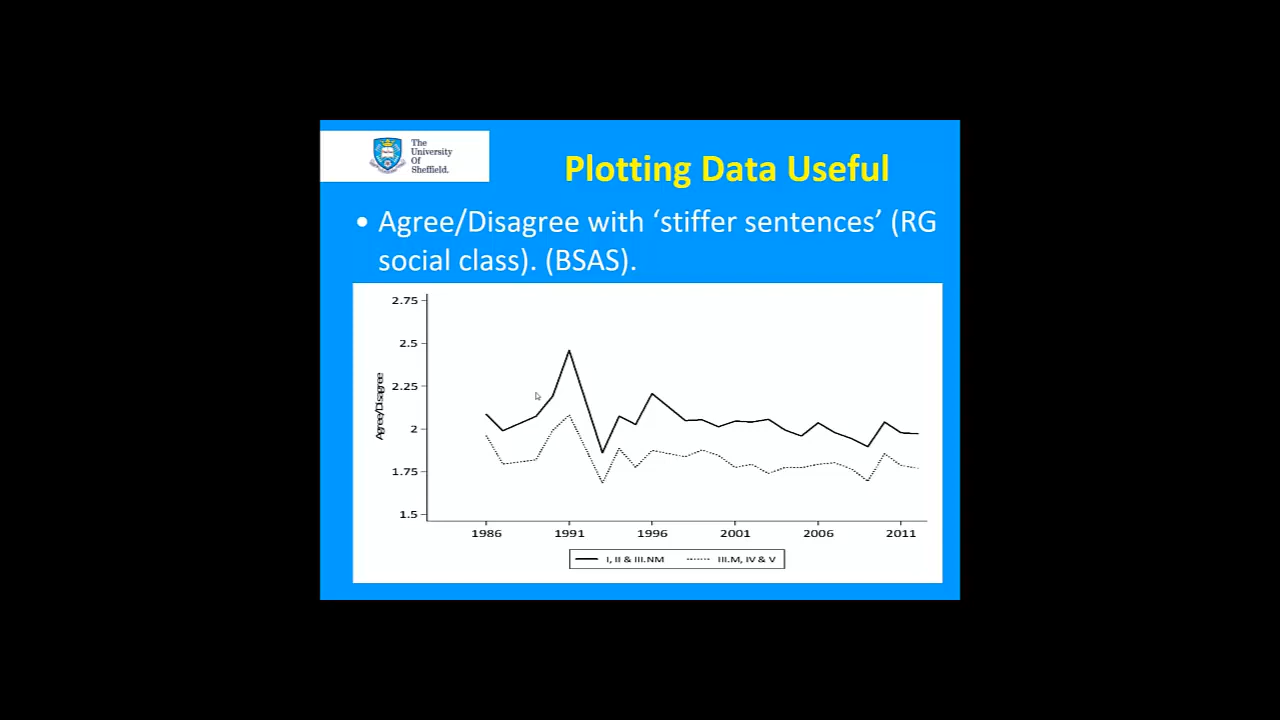 The
University
Of
Sheffield.
Plotting Data Useful
• Agree/Disagree with ‘stiffer sentences’ (RG
social class). (BSAS).
2.75
2.5
2.25
2
1.75
1.5
Agree/Disagree
1986 1991 1996 2001 2006 2011
I, II & III.NM III.M, IV & V